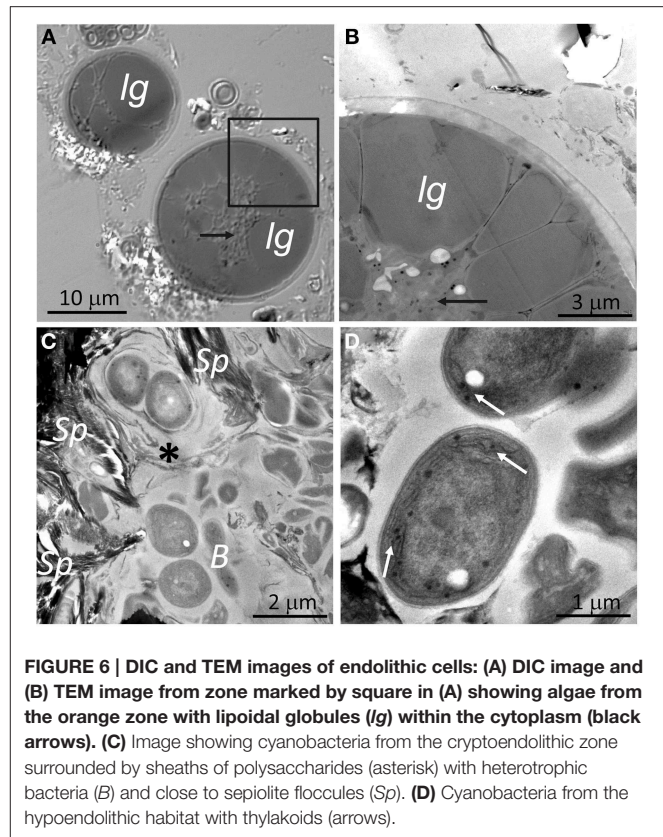 A
lg
lg
10 μm
B
lg
3 μm
C
Sp
Sp
*
Sp
B
2 μm
D
1 μm
FIGURE 6 | DIC and TEM images of endolithic cells: (A) DIC image and
(B) TEM image from zone marked by square in (A) showing algae from
the orange zone with lipoidal globules (lg) within the cytoplasm (black
arrows). (C) Image showing cyanobacteria from the cryptoendolithic zone
surrounded by sheaths of polysaccharides (asterisk) with heterotrophic
bacteria (B) and close to sepiolite floccules (Sp). (D) Cyanobacteria from the
hypoendolithic habitat with thylakoids (arrows).